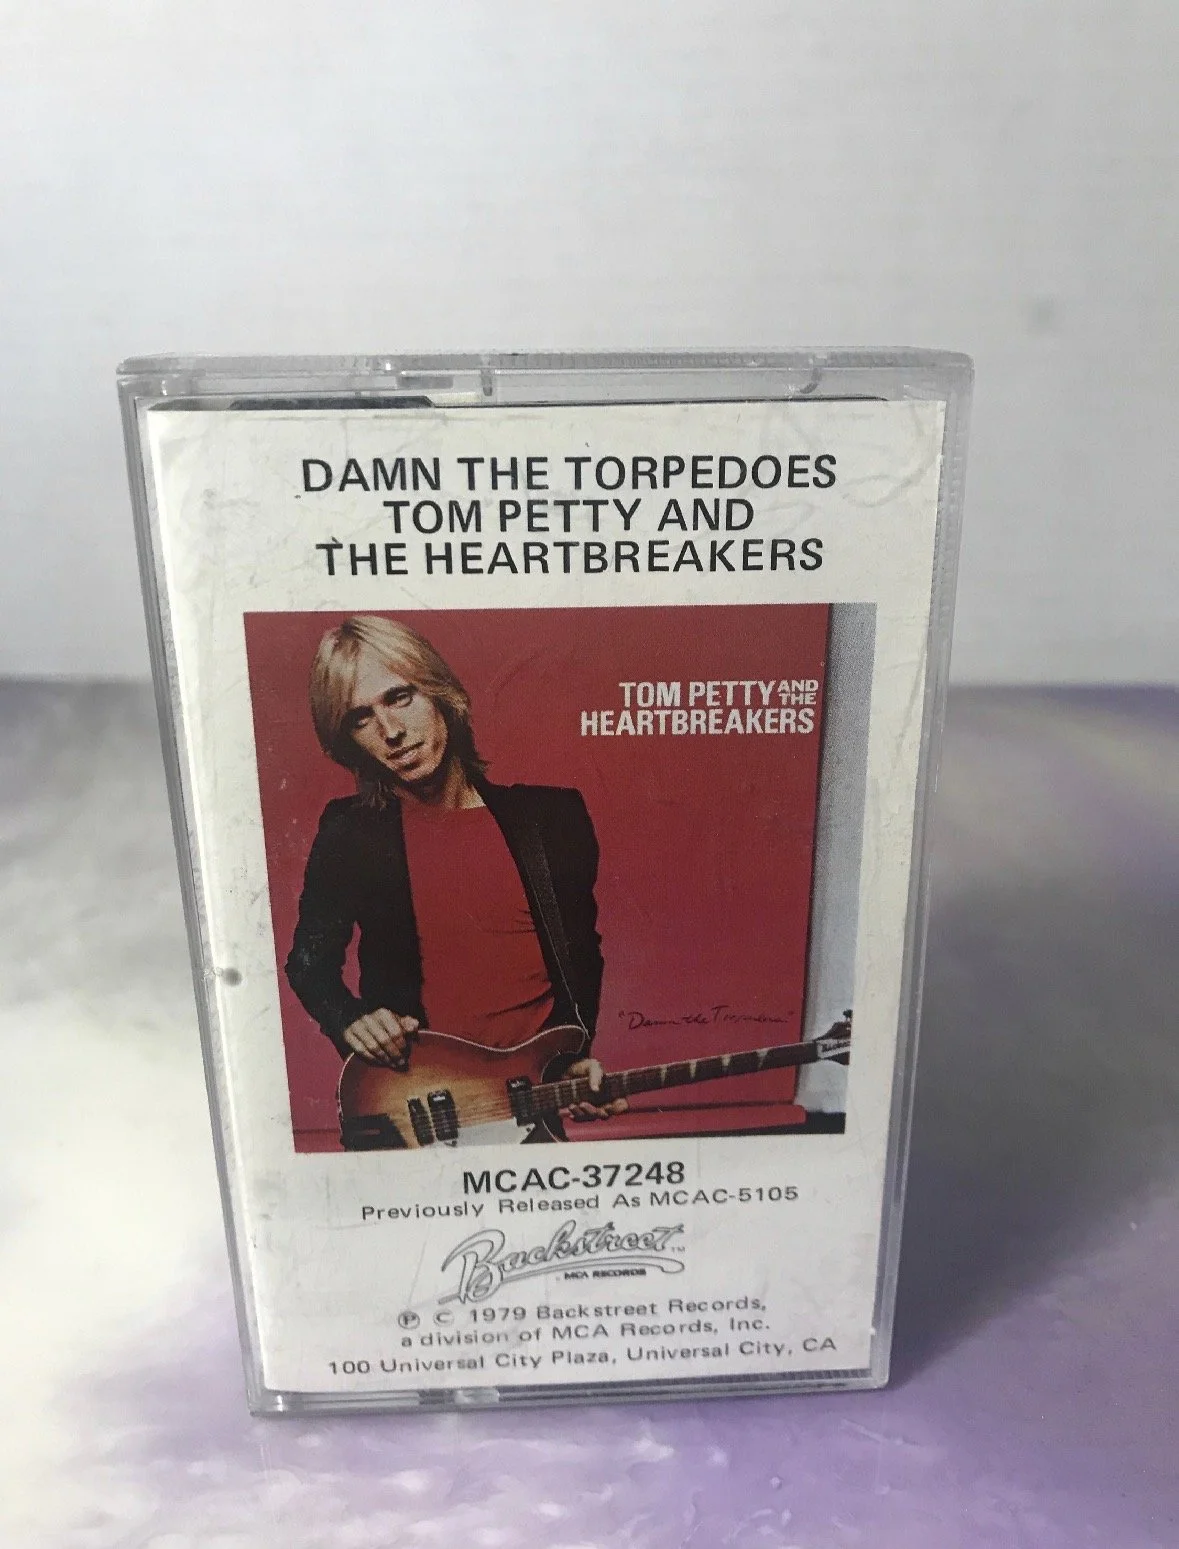 DAMN THE TORPEDOES
TOM PETTY AND
THE HEARTBREAKERS
TOM PETTY AND THE
HEARTBREAKERS
"Damn the Torpedoes"
MCAC-37248
Previously Released As MCAC-5105
Backstreet TM
MCA RECORDS
Ⓟ © 1979 Backstreet Records,
a division of MCA Records, Inc.
100 Universal City Plaza, Universal City, CA